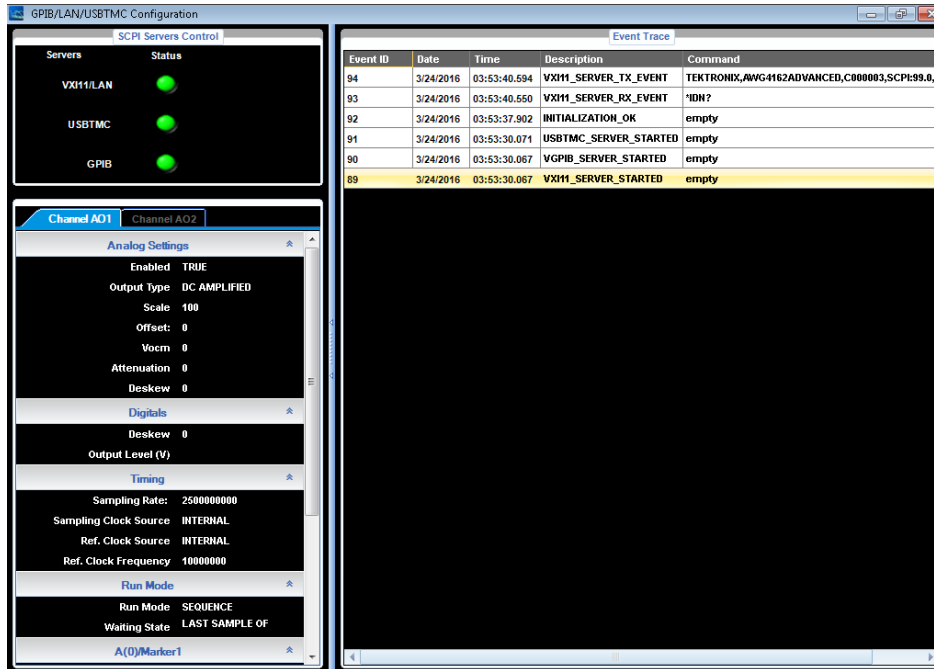 GPIB/LAN/USBTMC Configuration
SCPI Servers Control
Servers Status
VXI11/LAN
USBTMC
GPIB
Channel AO1 Channel AO2
Analog Settings
Enabled TRUE
Output Type DC AMPLIFIED
Scale 100
Offset: 0
Vocm 0
Attenuation 0
Deskew 0
Digitals
Deskew 0
Output Level (V)
Timing
Sampling Rate: 2500000000
Sampling Clock Source INTERNAL
Ref. Clock Source INTERNAL
Ref. Clock Frequency 10000000
Run Mode
Run Mode SEQUENCE
Waiting State LAST SAMPLE OF
A(0)/Marker1
Event Trace
Event ID Date Time Description Command
94 3/24/2016 03:53:40.594 VXI11_SERVER_TX_EVENT TEKTRONIX,AWG4162ADVANCED,C000003,SCPI:99.0,
93 3/24/2016 03:53:40.550 VXI11_SERVER_RX_EVENT *IDN?
92 3/24/2016 03:53:37.902 INITIALIZATION_OK empty
91 3/24/2016 03:53:30.071 USBTMC_SERVER_STARTED empty
90 3/24/2016 03:53:30.067 VGPIB_SERVER_STARTED empty
89 3/24/2016 03:53:30.067 VXI11_SERVER_STARTED empty